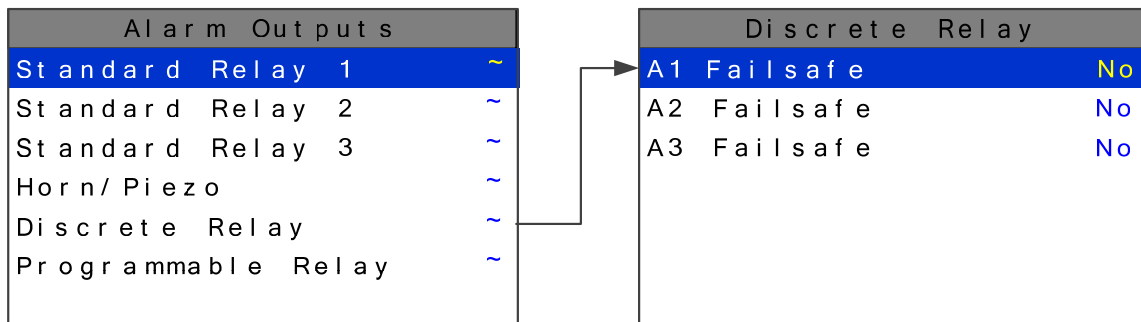 Alarm Outputs
Standard Relay 1 ~
Standard Relay 2 ~
Standard Relay 3 ~
Horn/Piezo ~
Discrete Relay ~
Programmable Relay ~
Discrete Relay
A1 Failsafe No
A2 Failsafe No
A3 Failsafe No